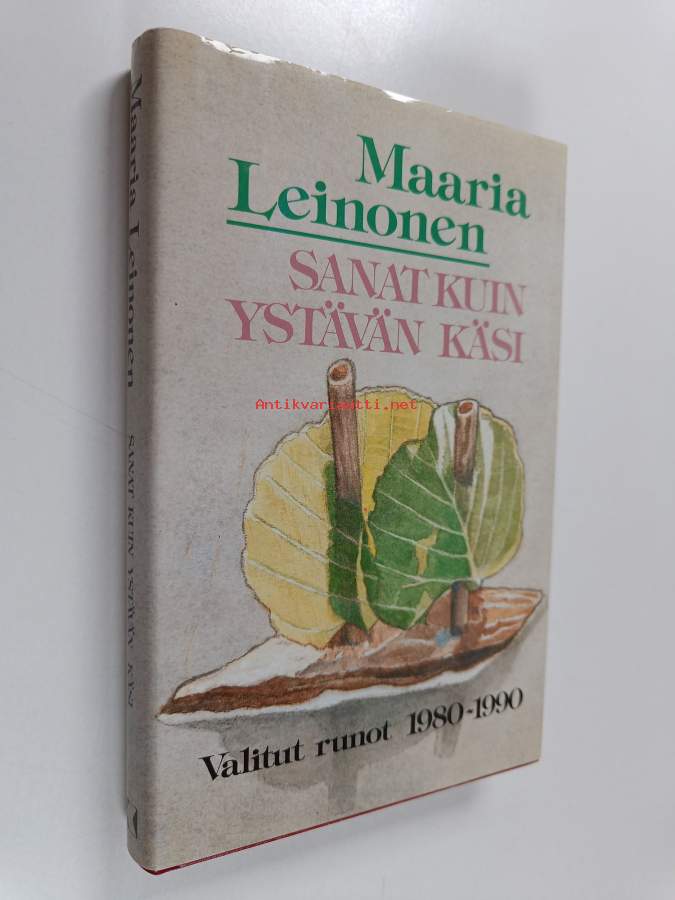 Maaria
Leinonen
SANAT KUIN
YSTÄVÄN KÄSI
Antikvariaatti.net
Valitut runot 1980-1990
Maaria Leinonen SANAT KUIN YSTÄVÄN KÄSI